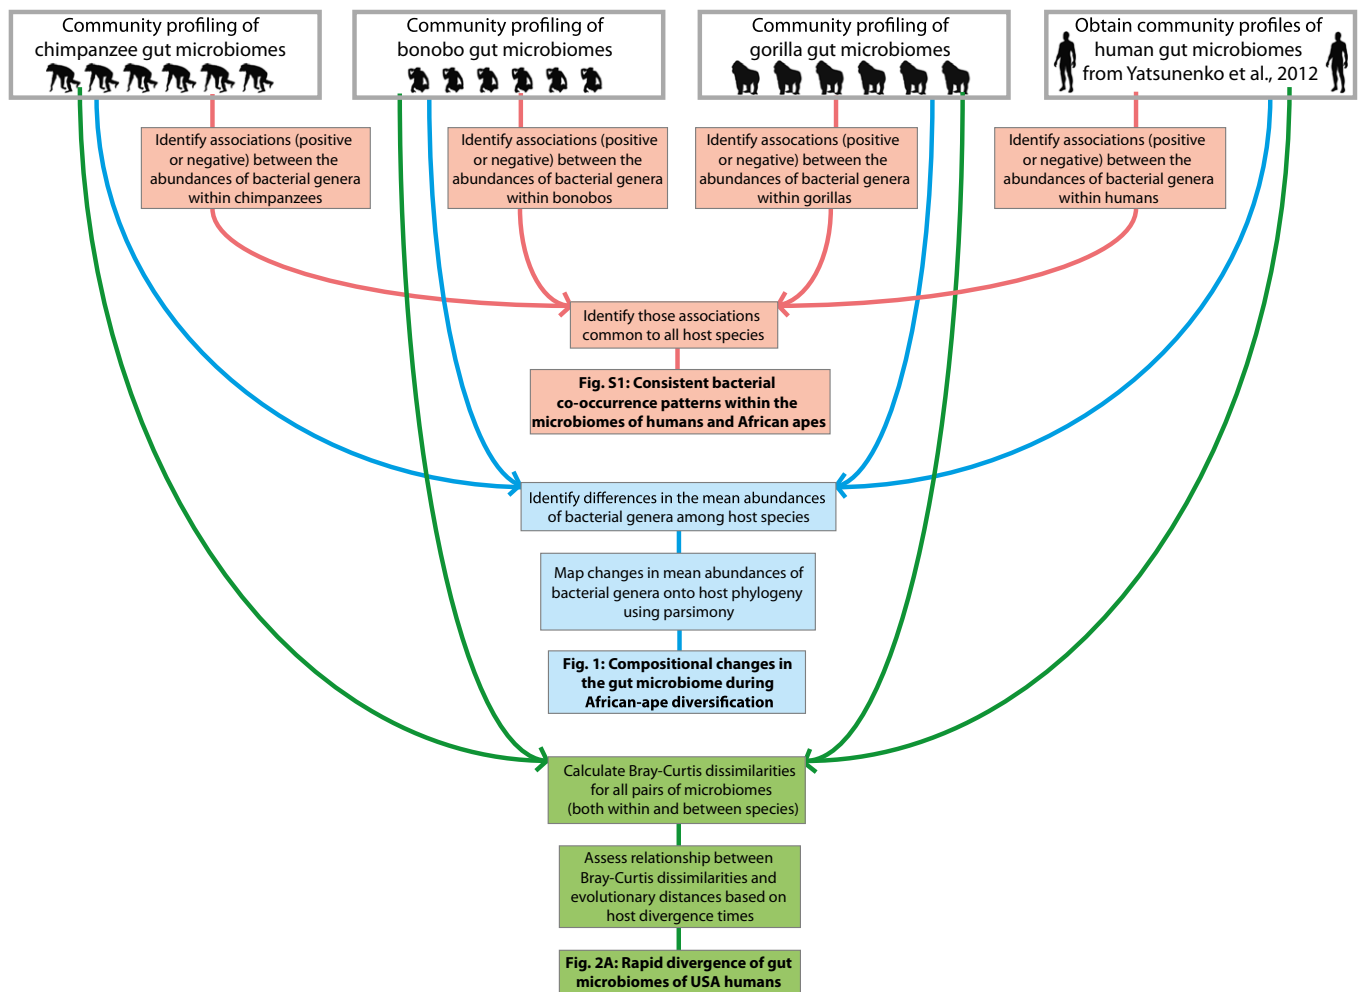 Community profiling of
chimpanzee gut microbiomes
Community profiling of
bonobo gut microbiomes
Community profiling of
gorilla gut microbiomes
Obtain community profiles of
human gut microbiomes
from Yatsunenko et al., 2012
Identify associations (positive
or negative) between the
abundances of bacterial genera
within chimpanzees
Identify associations (positive
or negative) between the
abundances of bacterial genera
within bonobos
Identify associations (positive
or negative) between the
abundances of bacterial genera
within gorillas
Identify associations (positive
or negative) between the
abundances of bacterial genera
within humans
Identify those associations
common to all host species
Fig. S1: Consistent bacterial
co-occurrence patterns within the
microbiomes of humans and African apes
Identify differences in the mean abundances
of bacterial genera among host species
Map changes in mean abundances of
bacterial genera onto host phylogeny
using parsimony
Fig. 1: Compositional changes in
the gut microbiome during
African-ape diversification
Calculate Bray-Curtis dissimilarities
for all pairs of microbiomes
(both within and between species)
Assess relationship between
Bray-Curtis dissimilarities and
evolutionary distances based on
host divergence times
Fig. 2A: Rapid divergence of gut
microbiomes of USA humans